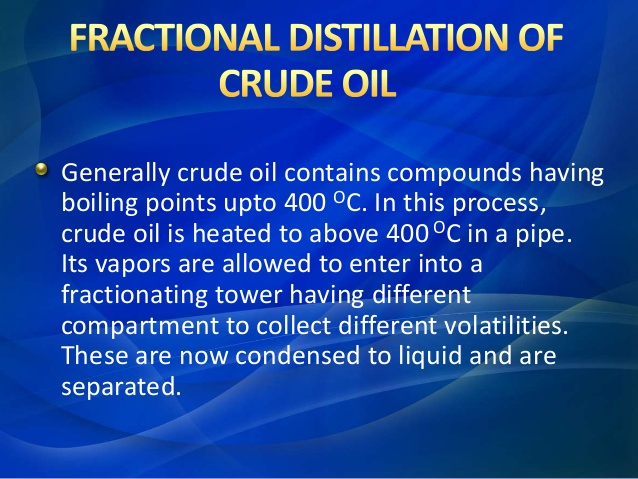 FRACTIONAL DISTILLATION OF
CRUDE OIL
Generally crude oil contains compounds having
boiling points upto 400 ᴼC. In this process,
crude oil is heated to above 400 ᴼC in a pipe.
Its vapors are allowed to enter into a
fractionating tower having different
compartment to collect different volatilities.
These are now condensed to liquid and are
separated.